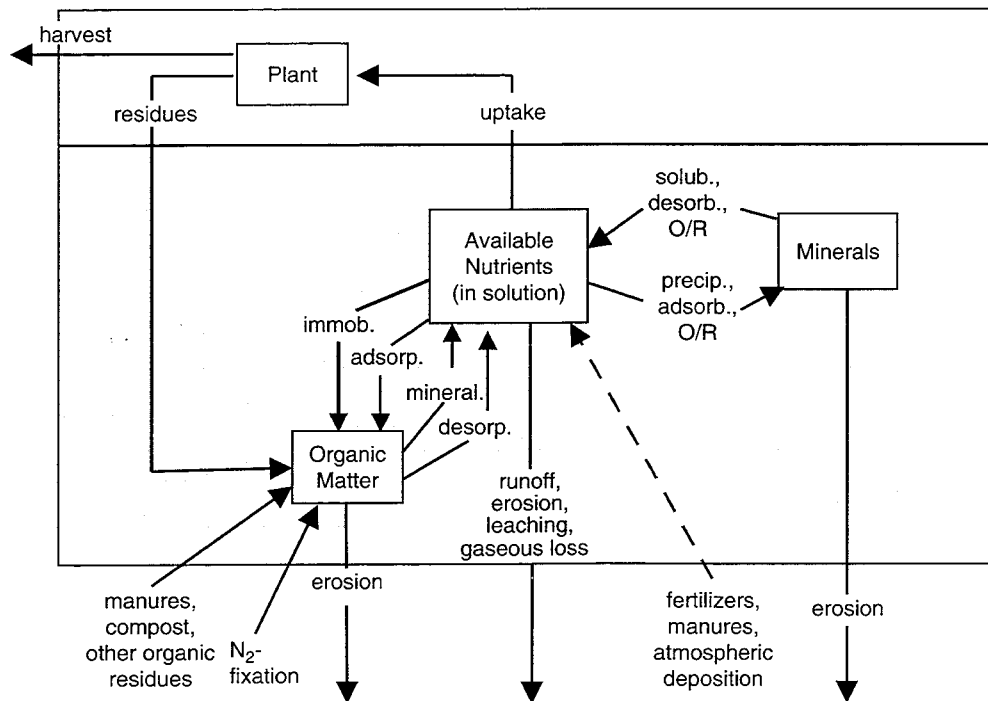 harvest
Plant
residues
uptake
solub.,
desorb.,
O/R
Available
Nutrients
(in solution)
Minerals
precip.,
adsorb.,
O/R
immob.
adsorp.
mineral.
desorp.
Organic
Matter
runoff,
erosion,
leaching,
gaseous loss
erosion
manures,
compost,
other organic
residues
N₂-
fixation
fertilizers,
manures,
atmospheric
deposition
erosion